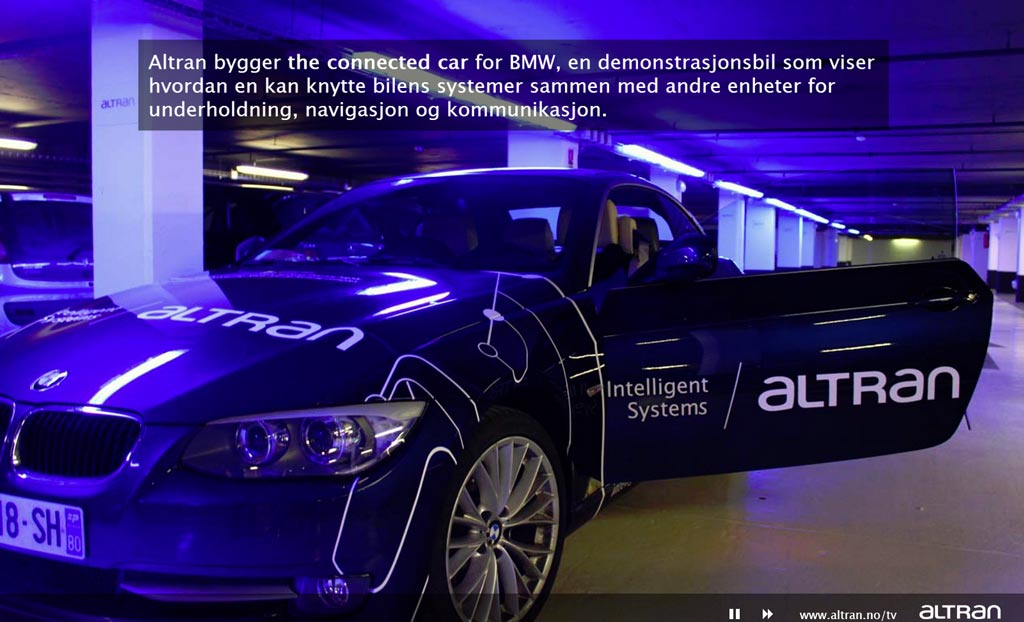 Altran bygger the connected car for BMW, en demonstrasjonsbil som viser
hvordan en kan knytte bilens systemer sammen med andre enheter for
underholdning, navigasjon og kommunikasjon.
altran
altran
Intelligent
Systems
altran
8-SH
80
www.altran.no/tv
altran